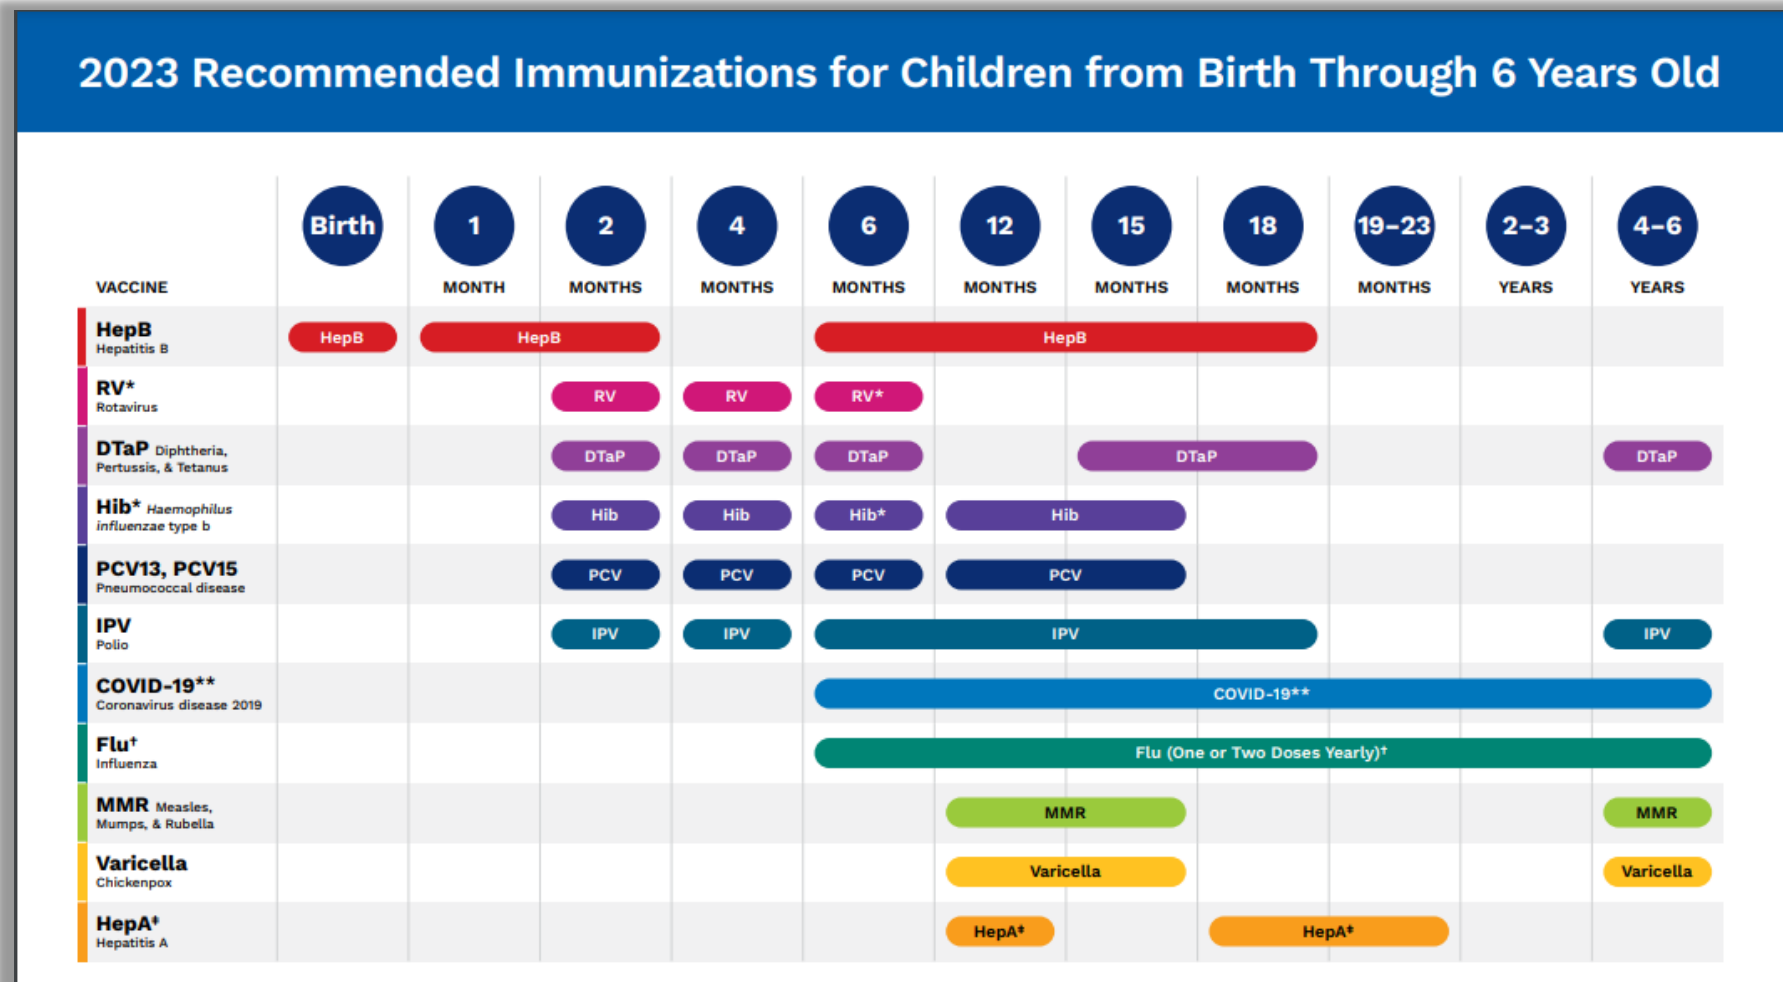 2023 Recommended Immunizations for Children from Birth Through 6 Years Old
Birth 1 2 4 6 12 15 18 19–23 2–3 4–6
VACCINE MONTH MONTHS MONTHS MONTHS MONTHS MONTHS MONTHS MONTHS YEARS YEARS
HepB
Hepatitis B
HepB HepB HepB
RV*
Rotavirus
RV RV RV*
DTaP Diphtheria,
Pertussis, & Tetanus
DTaP DTaP DTaP DTaP DTaP
Hib* Haemophilus
influenzae type b
Hib Hib Hib* Hib
PCV13, PCV15
Pneumococcal disease
PCV PCV PCV PCV
IPV
Polio
IPV IPV IPV IPV
COVID-19**
Coronavirus disease 2019
COVID-19**
Flu†
Influenza
Flu (One or Two Doses Yearly)†
MMR Measles,
Mumps, & Rubella
MMR MMR
Varicella
Chickenpox
Varicella Varicella
HepA‡
Hepatitis A
HepA‡ HepA‡